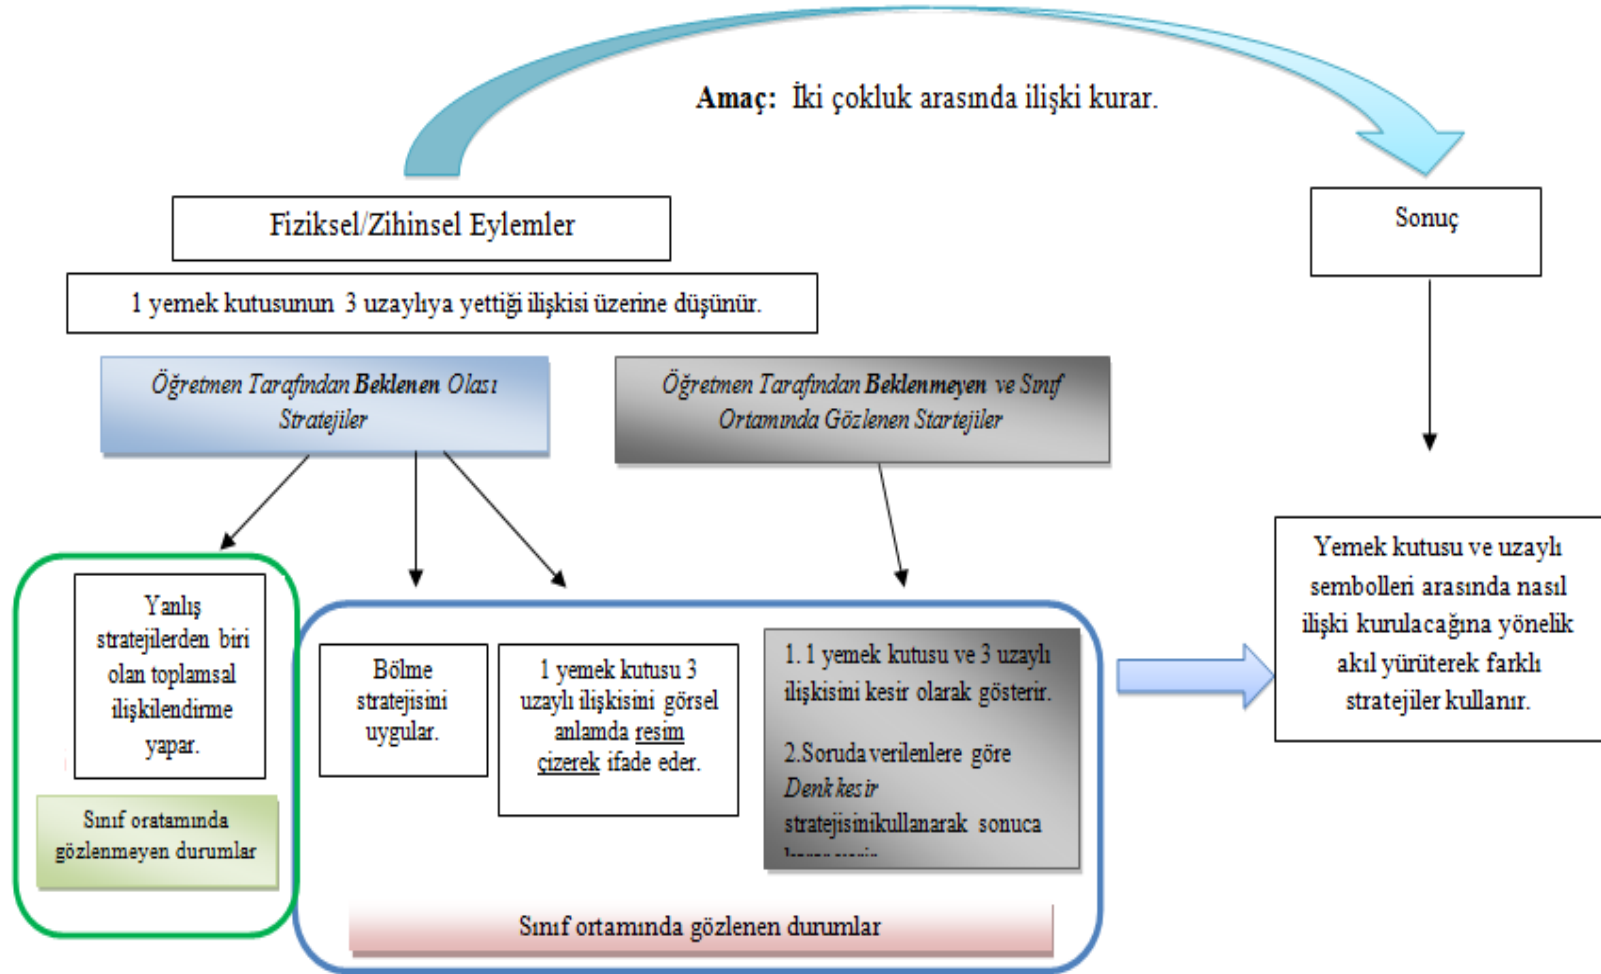 Amaç: İki çokluk arasında ilişki kurar.
Fiziksel/Zihinsel Eylemler
Sonuç
1 yemek kutusunun 3 uzaylıya yettiği ilişkisi üzerine düşünür.
Öğretmen Tarafından Beklenen Olası
Stratejiler
Öğretmen Tarafından Beklenmeyen ve Sınıf
Ortamında Gözlenen Startejiler
Yanlış
stratejilerden biri
olan toplamsal
ilişkilendirme
yapar.
Sınıf oratamında
gözlenmeyen durumlar
Bölme
stratejisini
uygular.
1 yemek kutusu 3
uzaylı ilişkisini görsel
anlamda resim
çizerek ifade eder.
1. 1 yemek kutusu ve 3 uzaylı
ilişkisini kesir olarak gösterir.
2.Soruda verilenlere göre
Denk kesir
stratejisinikullanarak sonuca
Sınıf ortamında gözlenen durumlar
Yemek kutusu ve uzaylı
sembolleri arasında nasıl
ilişki kurulacağına yönelik
akıl yürüterek farklı
stratejiler kullanır.